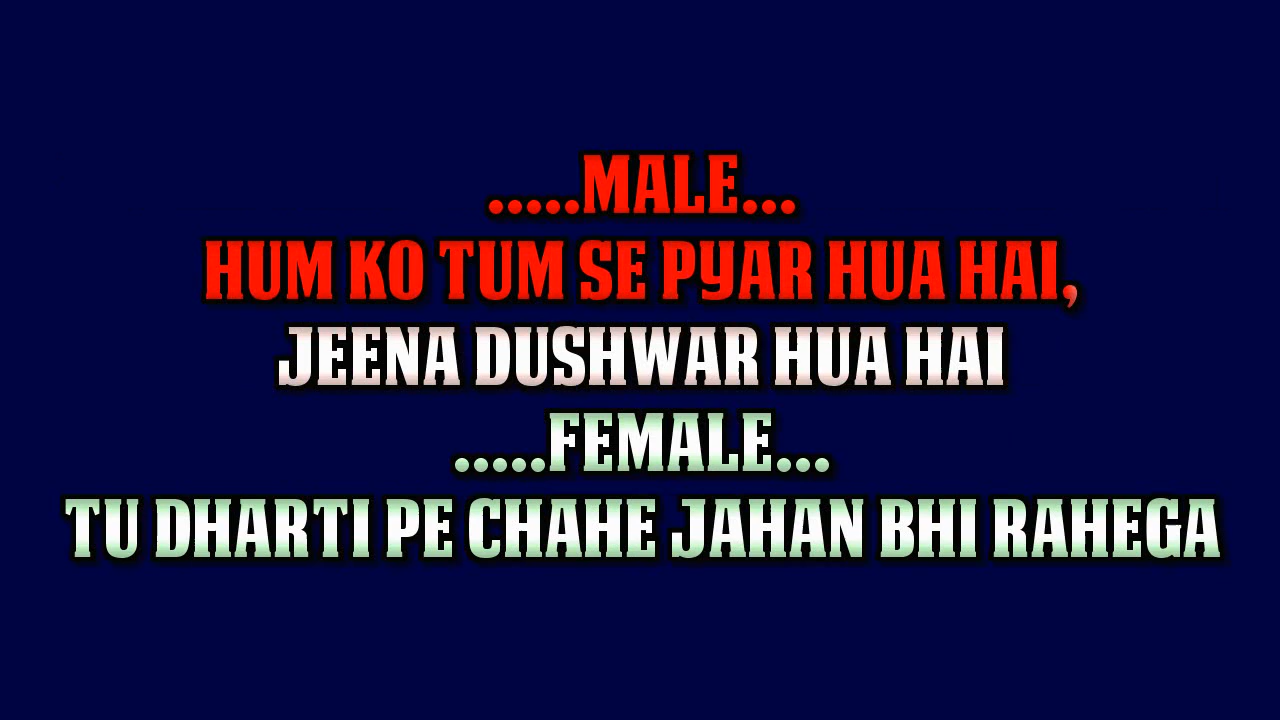 .....MALE...
HUM KO TUM SE PYAR HUA HAI,
JEENA DUSHWAR HUA HAI
.....FEMALE...
TU DHARTI PE CHAHE JAHAN BHI RAHEGA